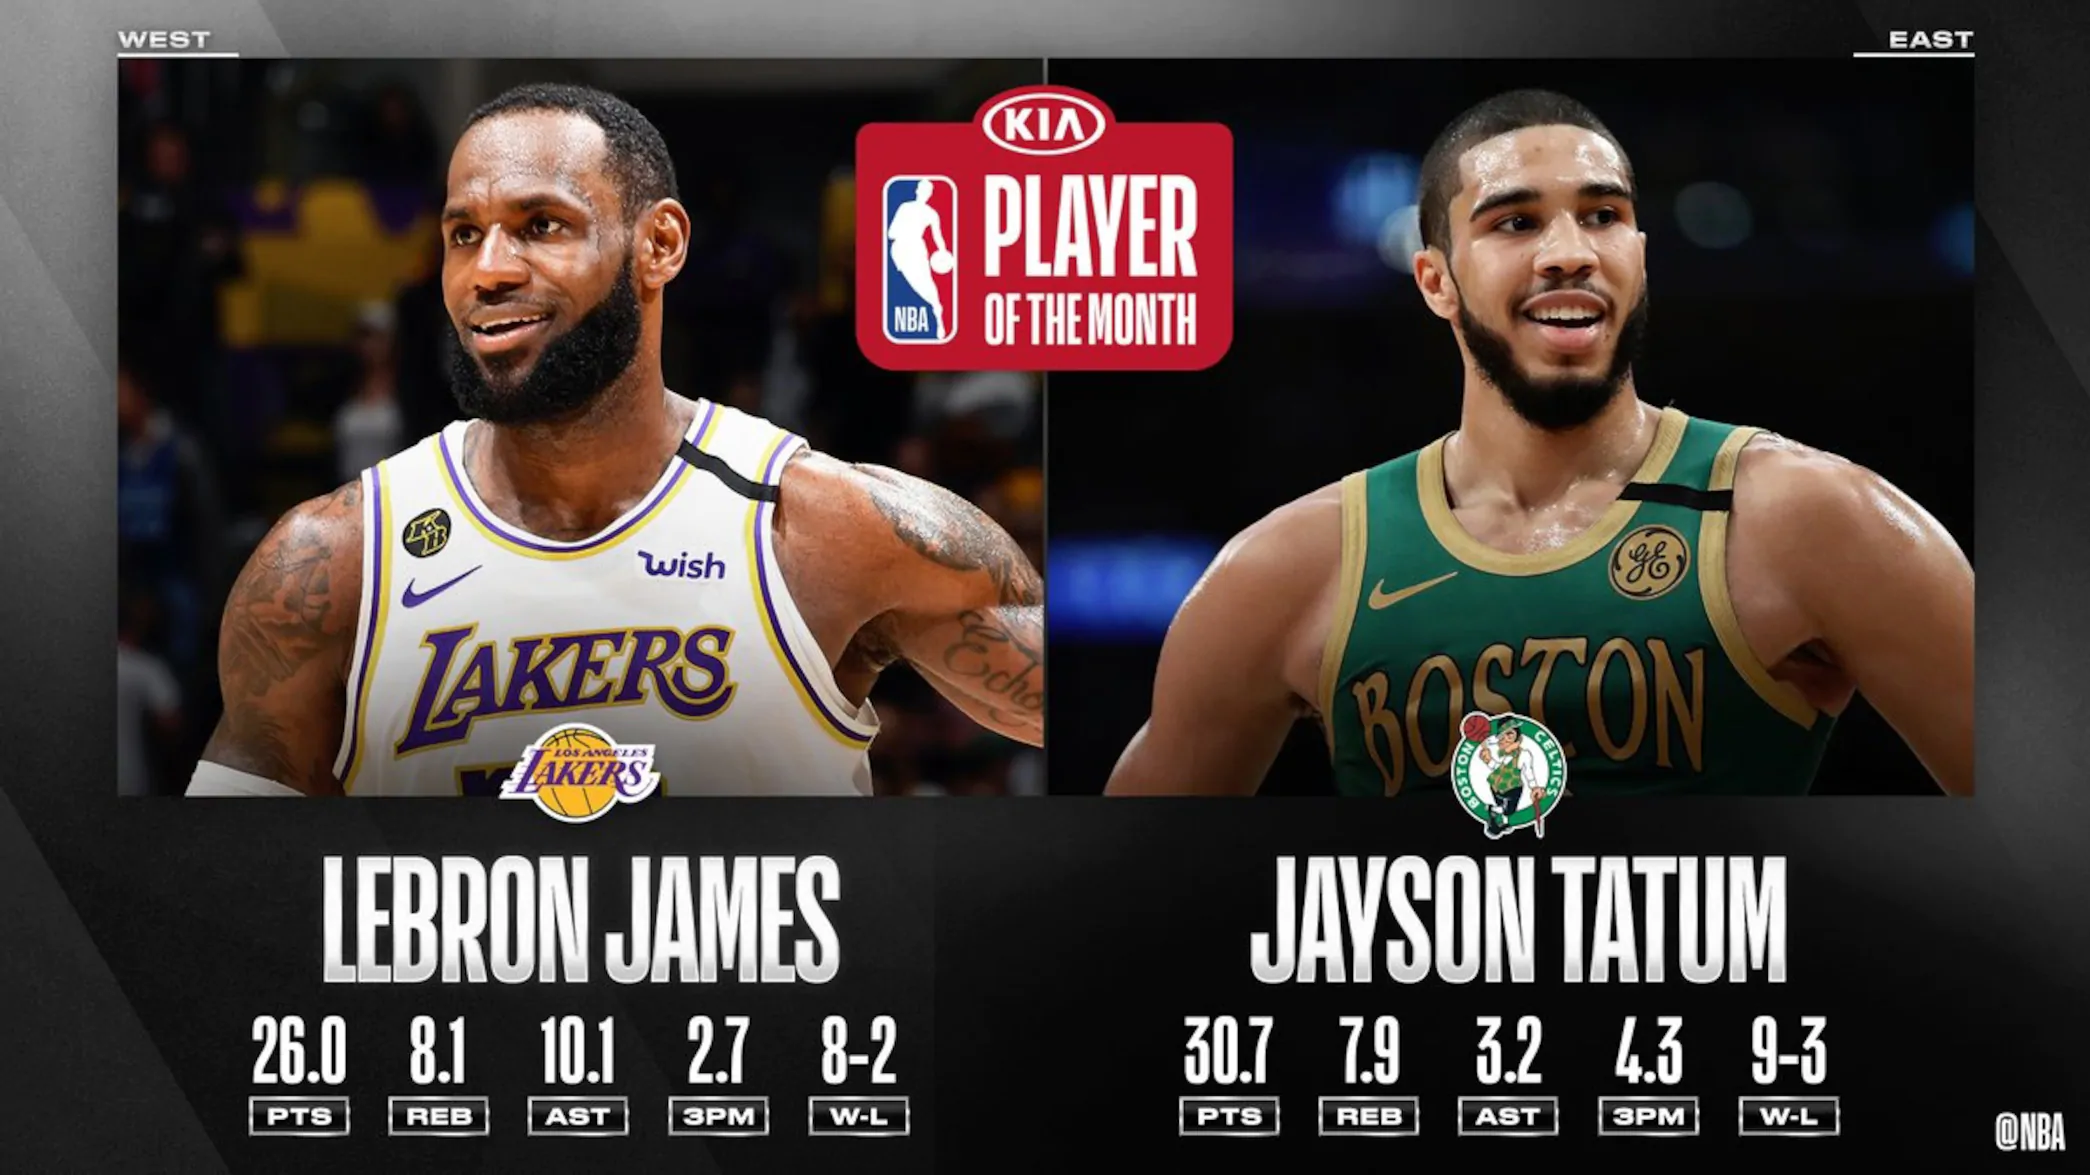 WEST
EAST
KIA
PLAYER
OF THE MONTH
NBA
KB
wish
LAKERS
Echo
GE
BOSTON
LOS ANGELES
LAKERS
BOSTON CELTICS
LEBRON JAMES
JAYSON TATUM
26.0 8.1 10.1 2.7 8-2
PTS REB AST 3PM W-L
30.7 7.9 3.2 4.3 9-3
PTS REB AST 3PM W-L
@NBA